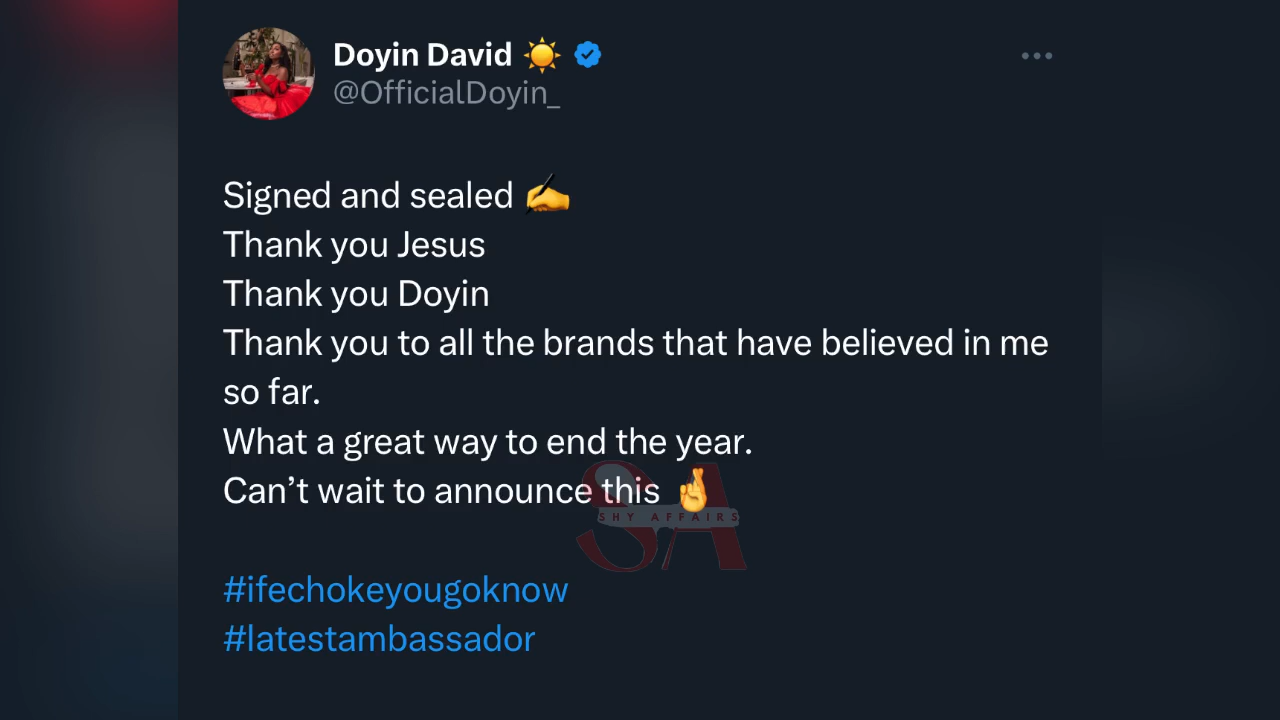 Doyin David ☀️
@OfficialDoyin_
Signed and sealed ✍️
Thank you Jesus
Thank you Doyin
Thank you to all the brands that have believed in me
so far.
What a great way to end the year.
Can’t wait to announce this 🤞
SA
SHY AFFAIRS
#ifechokeyougoknow
#latestambassador